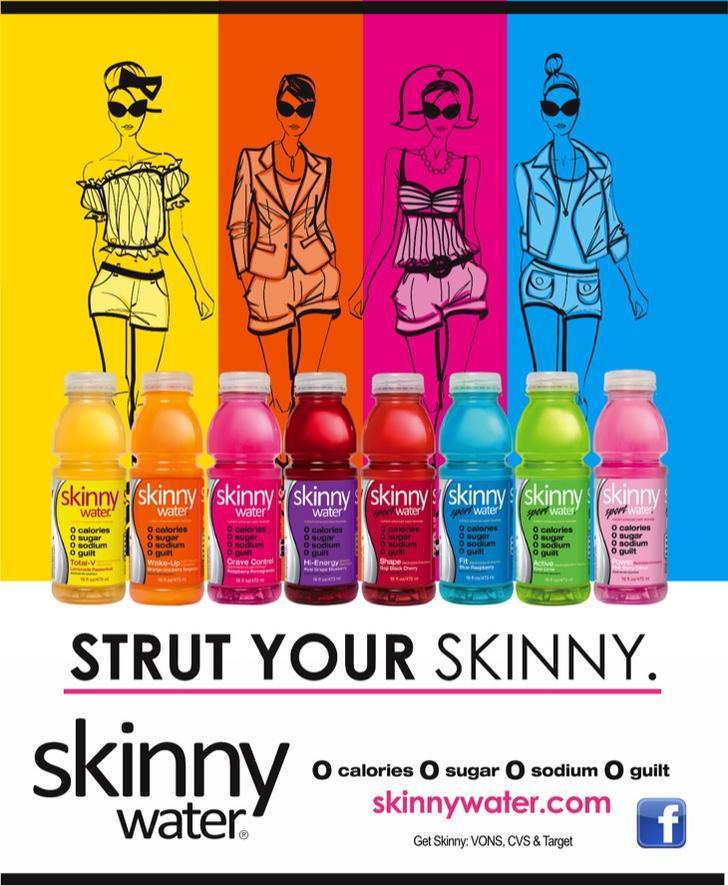 skinny
water
0 calories
0 sugar
0 sodium
0 guilt
Total-V
skinny
water
0 calories
0 sugar
0 sodium
0 guilt
Wake-Up
skinny
water
0 calories
0 sugar
0 sodium
0 guilt
Crave Control
Raspberry Pomegranate
skinny
water
0 calories
0 sugar
0 sodium
0 guilt
Hi-Energy
Acai Grape Blueberry
skinny
sport water
0 calories
0 sugar
0 sodium
0 guilt
Shape
Goji Black Cherry
skinny
sport water
0 calories
0 sugar
0 sodium
0 guilt
Fit
Blue Raspberry
skinny
sport water
0 calories
0 sugar
0 sodium
0 guilt
Active
Kiwi Lime
skinny
sport water
0 calories
0 sugar
0 sodium
0 guilt
Power
STRUT YOUR SKINNY.
skinny
water®
0 calories 0 sugar 0 sodium 0 guilt
skinnywater.com
Get Skinny: VONS, CVS & Target
f